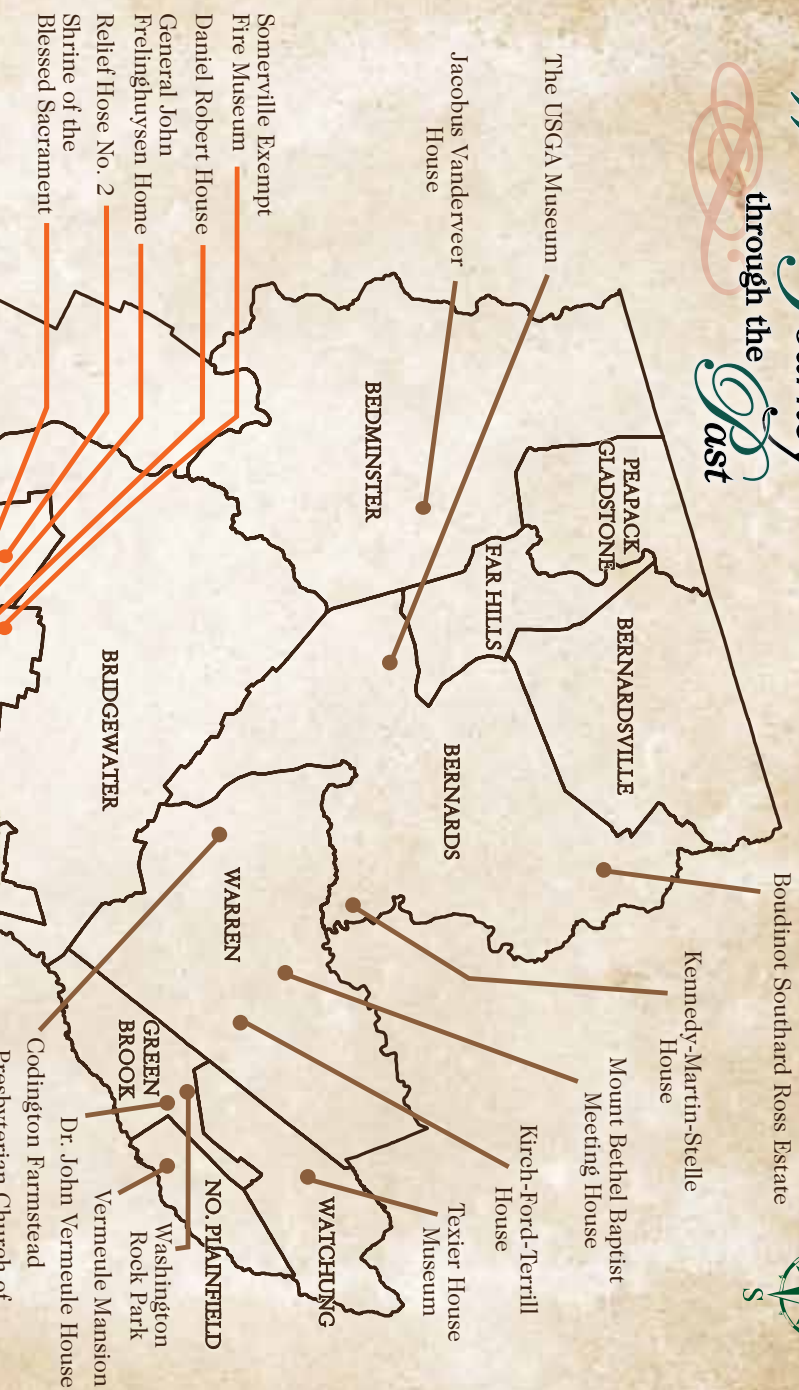 through the
Past
S
Boudinot Southard Ross Estate
Kennedy-Martin-Stelle
House
Mount Bethel Baptist
Meeting House
Kirch-Ford-Terrill
House
Texier House
Museum
The USGA Museum
Jacobus Vanderveer
House
Somerville Exempt
Fire Museum
Daniel Robert House
General John
Frelinghuysen Home
Relief Hose No. 2
Shrine of the
Blessed Sacrament
PEAPACK
GLADSTONE
BERNARDSVILLE
FAR HILLS
BEDMINSTER
BERNARDS
WARREN
WATCHUNG
NO. PLAINFIELD
GREEN
BROOK
BRIDGEWATER
Washington
Rock Park
Vermeule Mansion
Dr. John Vermeule House
Codington Farmstead
Presbyterian Church of